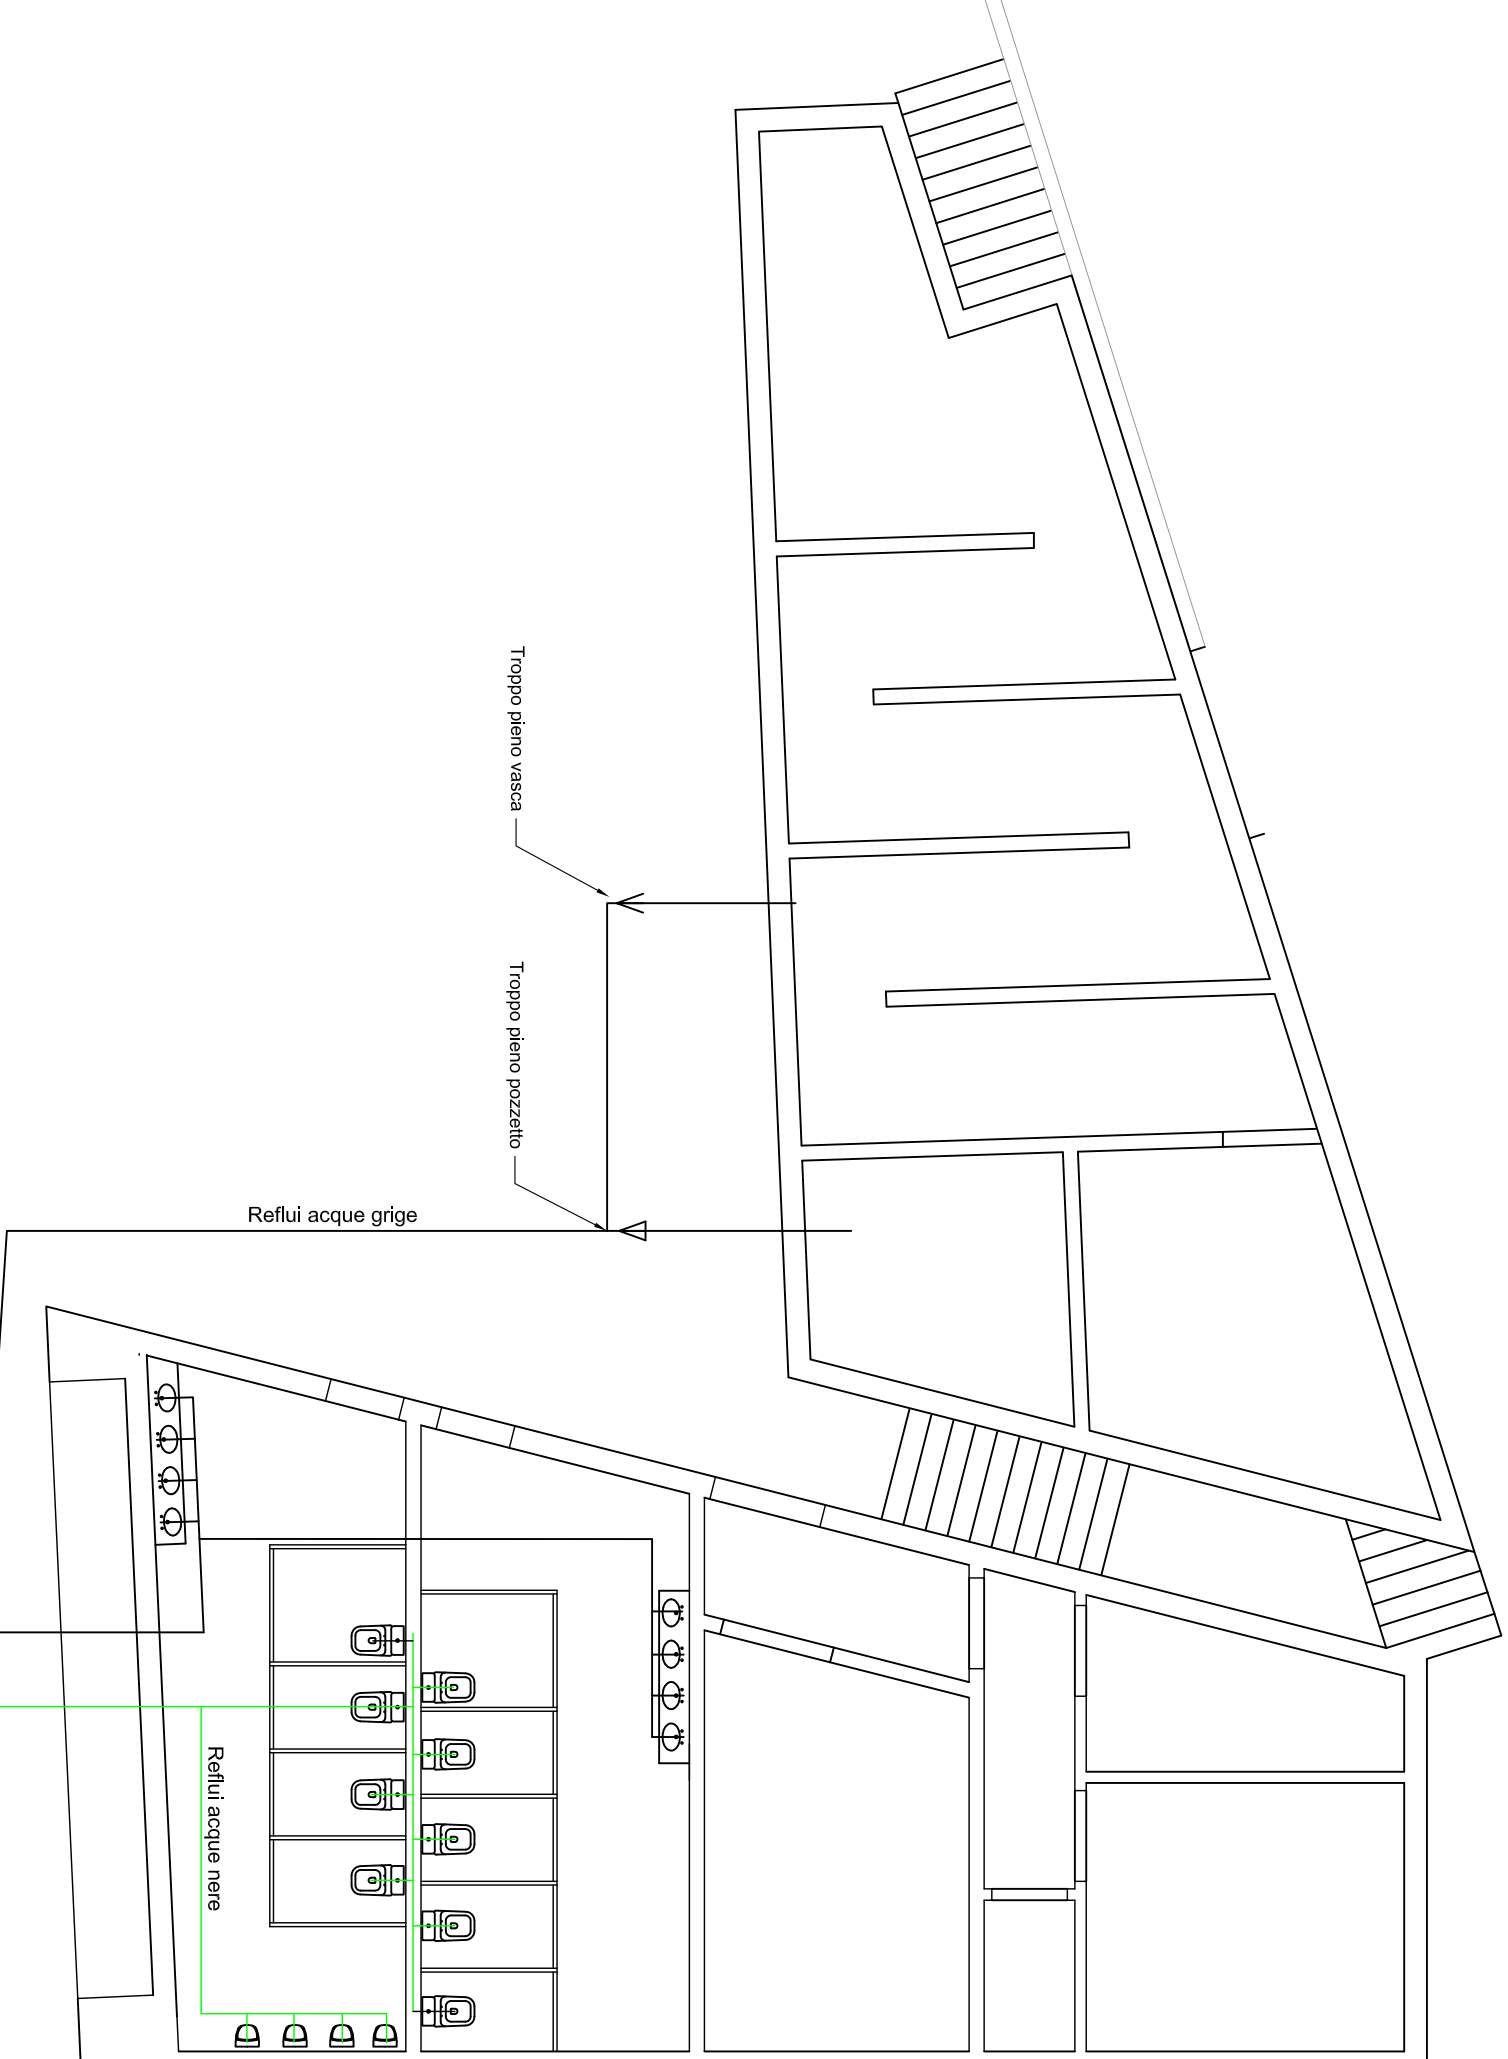 Troppo pieno vasca
Troppo pieno pozzetto
Reflui acque grige
Reflui acque nere